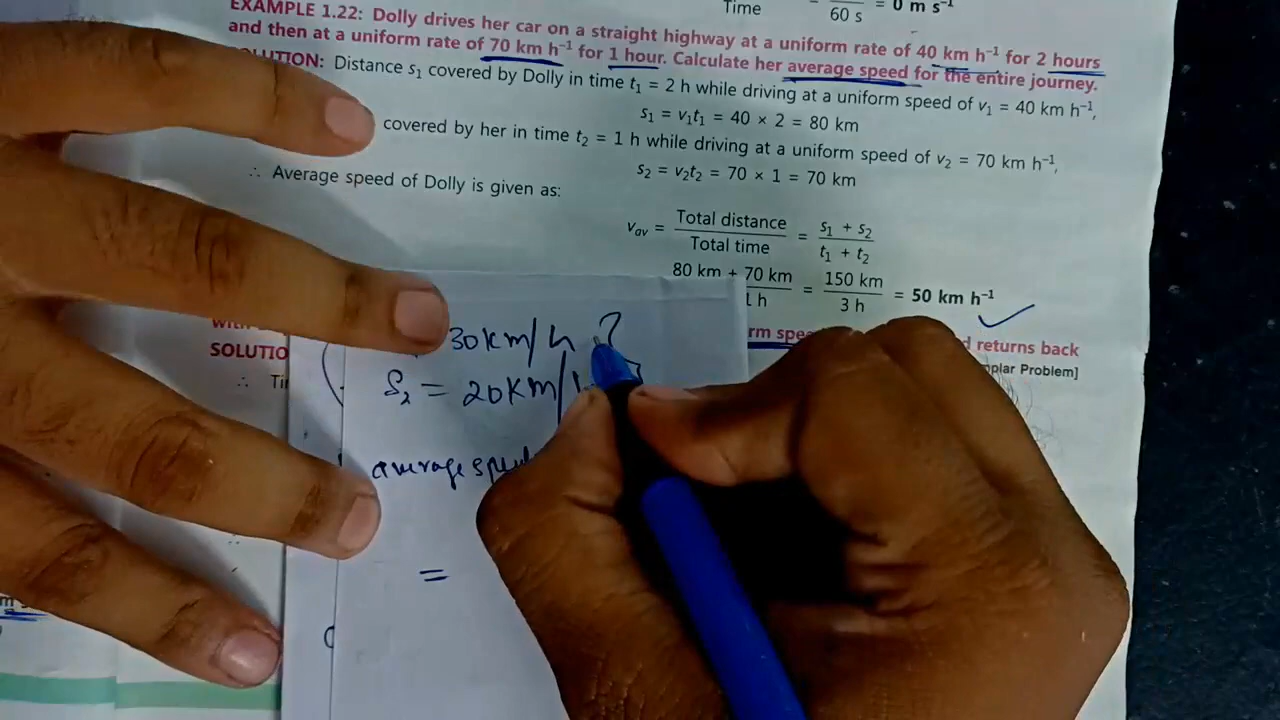 Time 60 s = 0 m s⁻¹
EXAMPLE 1.22: Dolly drives her car on a straight highway at a uniform rate of 40 km h⁻¹ for 2 hours
and then at a uniform rate of 70 km h⁻¹ for 1 hour. Calculate her average speed for the entire journey.
Distance s₁ covered by Dolly in time t₁ = 2 h while driving at a uniform speed of v₁ = 40 km h⁻¹,
s₁ = v₁t₁ = 40 × 2 = 80 km
covered by her in time t₂ = 1 h while driving at a uniform speed of v₂ = 70 km h⁻¹,
s₂ = v₂t₂ = 70 × 1 = 70 km
∴ Average speed of Dolly is given as:
v_av = Total distance / Total time = s₁ + s₂ / t₁ + t₂
80 km + 70 km / 1 h = 150 km / 3 h = 50 km h⁻¹
30 km/h
returns back
SOLUTIO
Problem]
S₂ = 20 km/
∴
average
=